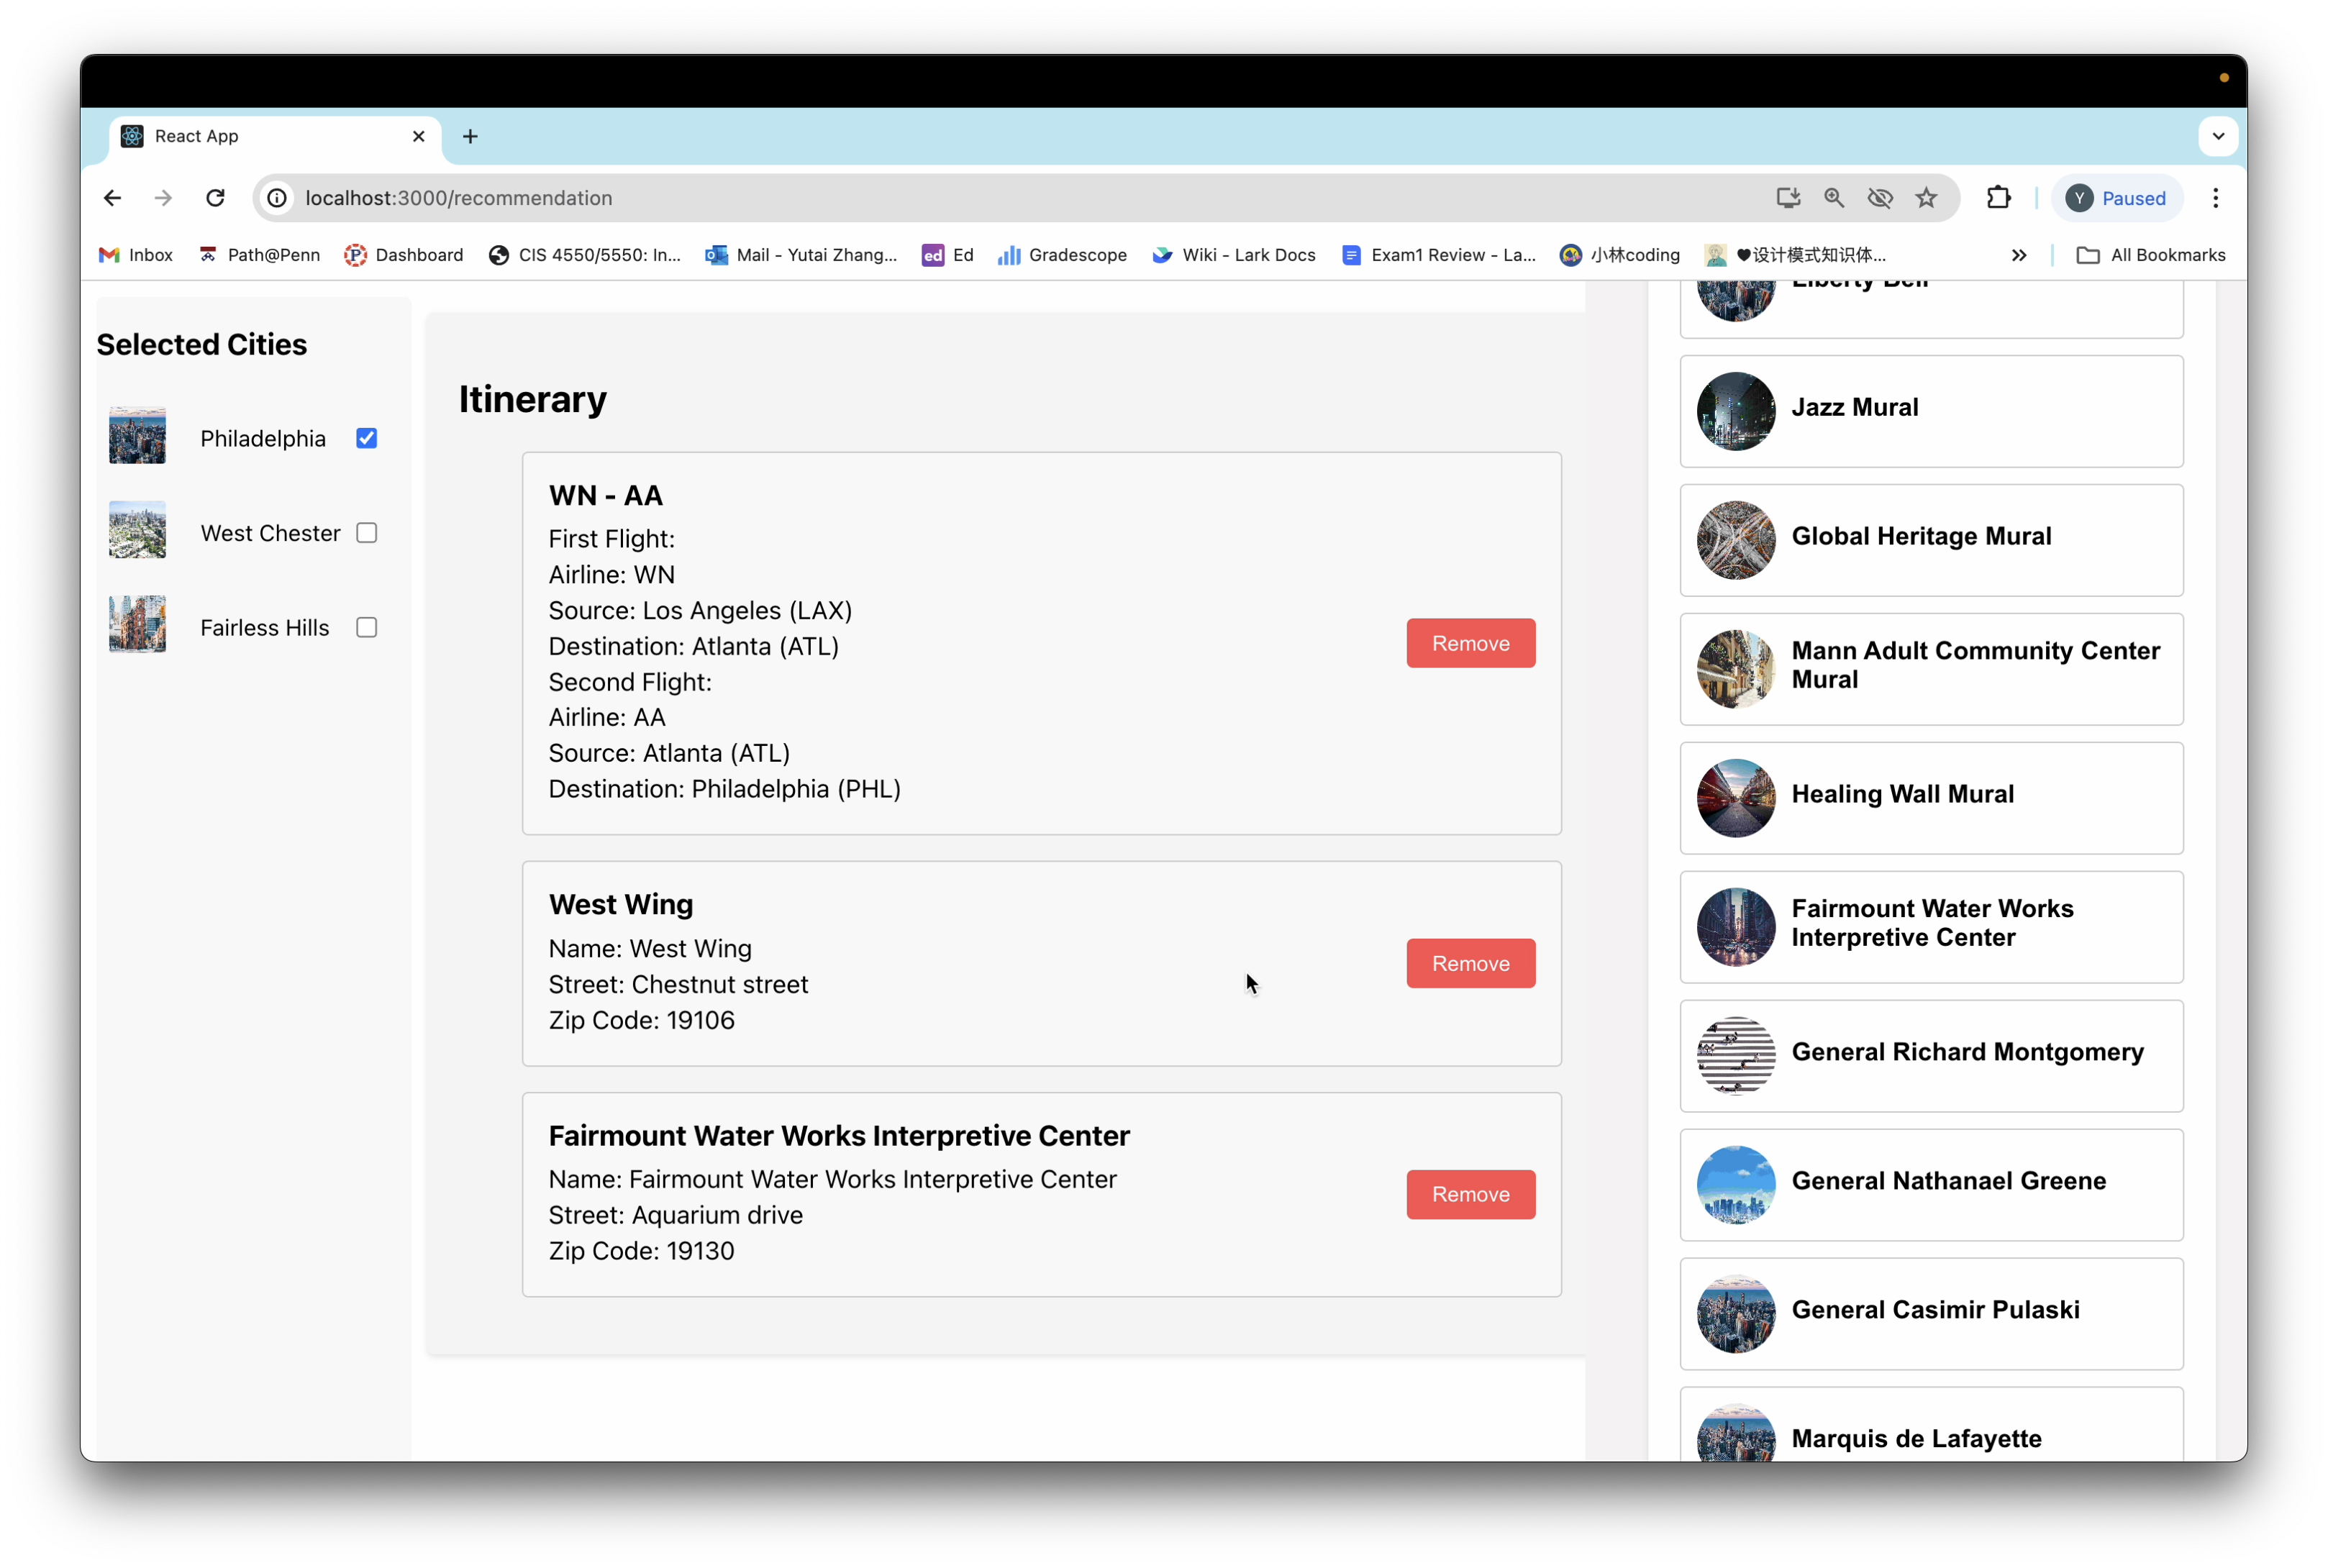 React App
localhost:3000/recommendation
Y Paused
Inbox
Path@Penn
Dashboard
CIS 4550/5550: In...
Mail - Yutai Zhang...
ed Ed
Gradescope
Wiki - Lark Docs
Exam1 Review - La...
小林coding
♥设计模式知识体...
All Bookmarks
Selected Cities
Philadelphia
West Chester
Fairless Hills
Itinerary
WN - AA
First Flight:
Airline: WN
Source: Los Angeles (LAX)
Destination: Atlanta (ATL)
Second Flight:
Airline: AA
Source: Atlanta (ATL)
Destination: Philadelphia (PHL)
Remove
West Wing
Name: West Wing
Street: Chestnut street
Zip Code: 19106
Remove
Fairmount Water Works Interpretive Center
Name: Fairmount Water Works Interpretive Center
Street: Aquarium drive
Zip Code: 19130
Remove
Liberty Bell
Jazz Mural
Global Heritage Mural
Mann Adult Community Center
Mural
Healing Wall Mural
Fairmount Water Works
Interpretive Center
General Richard Montgomery
General Nathanael Greene
General Casimir Pulaski
Marquis de Lafayette